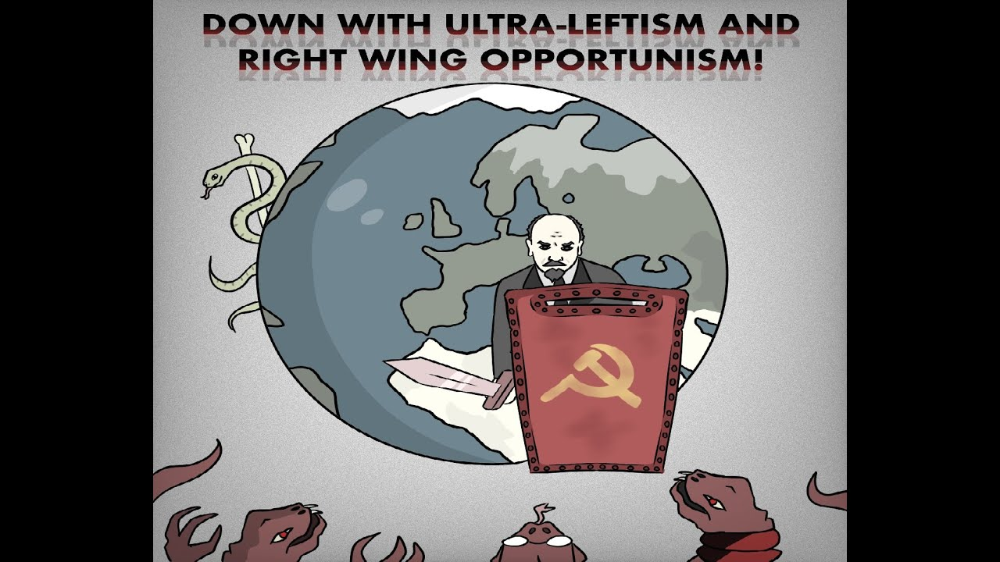 DOWN WITH ULTRA-LEFTISM AND
RIGHT WING OPPORTUNISM!